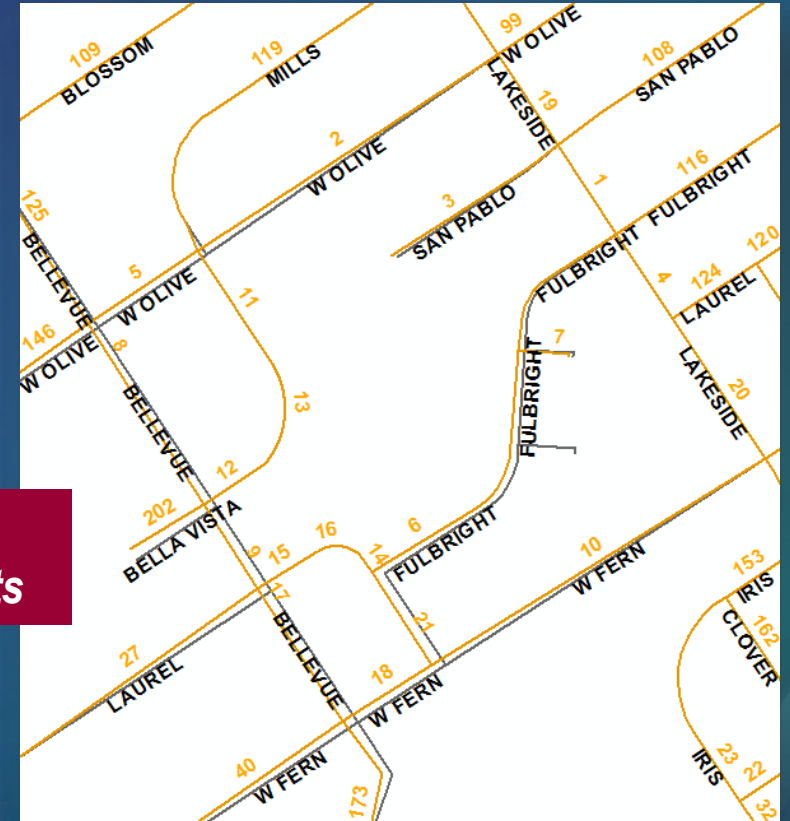 109
BLOSSOM
119
MILLS
99
W OLIVE
108
SAN PABLO
LAKESIDE
19
2
W OLIVE
125
BELLEVUE
3
SAN PABLO
1
116
FULBRIGHT
FULBRIGHT
5
W OLIVE
11
4
124
120
LAUREL
146
W OLIVE
8
7
FULBRIGHT
LAKESIDE
20
BELLEVUE
13
12
202
BELLA VISTA
6
FULBRIGHT
9
15
16
14
10
W FERN
17
21
153
IRIS
CLOVER
162
27
LAUREL
BELLEVUE
18
W FERN
40
W FERN
173
23
IRIS
22
32